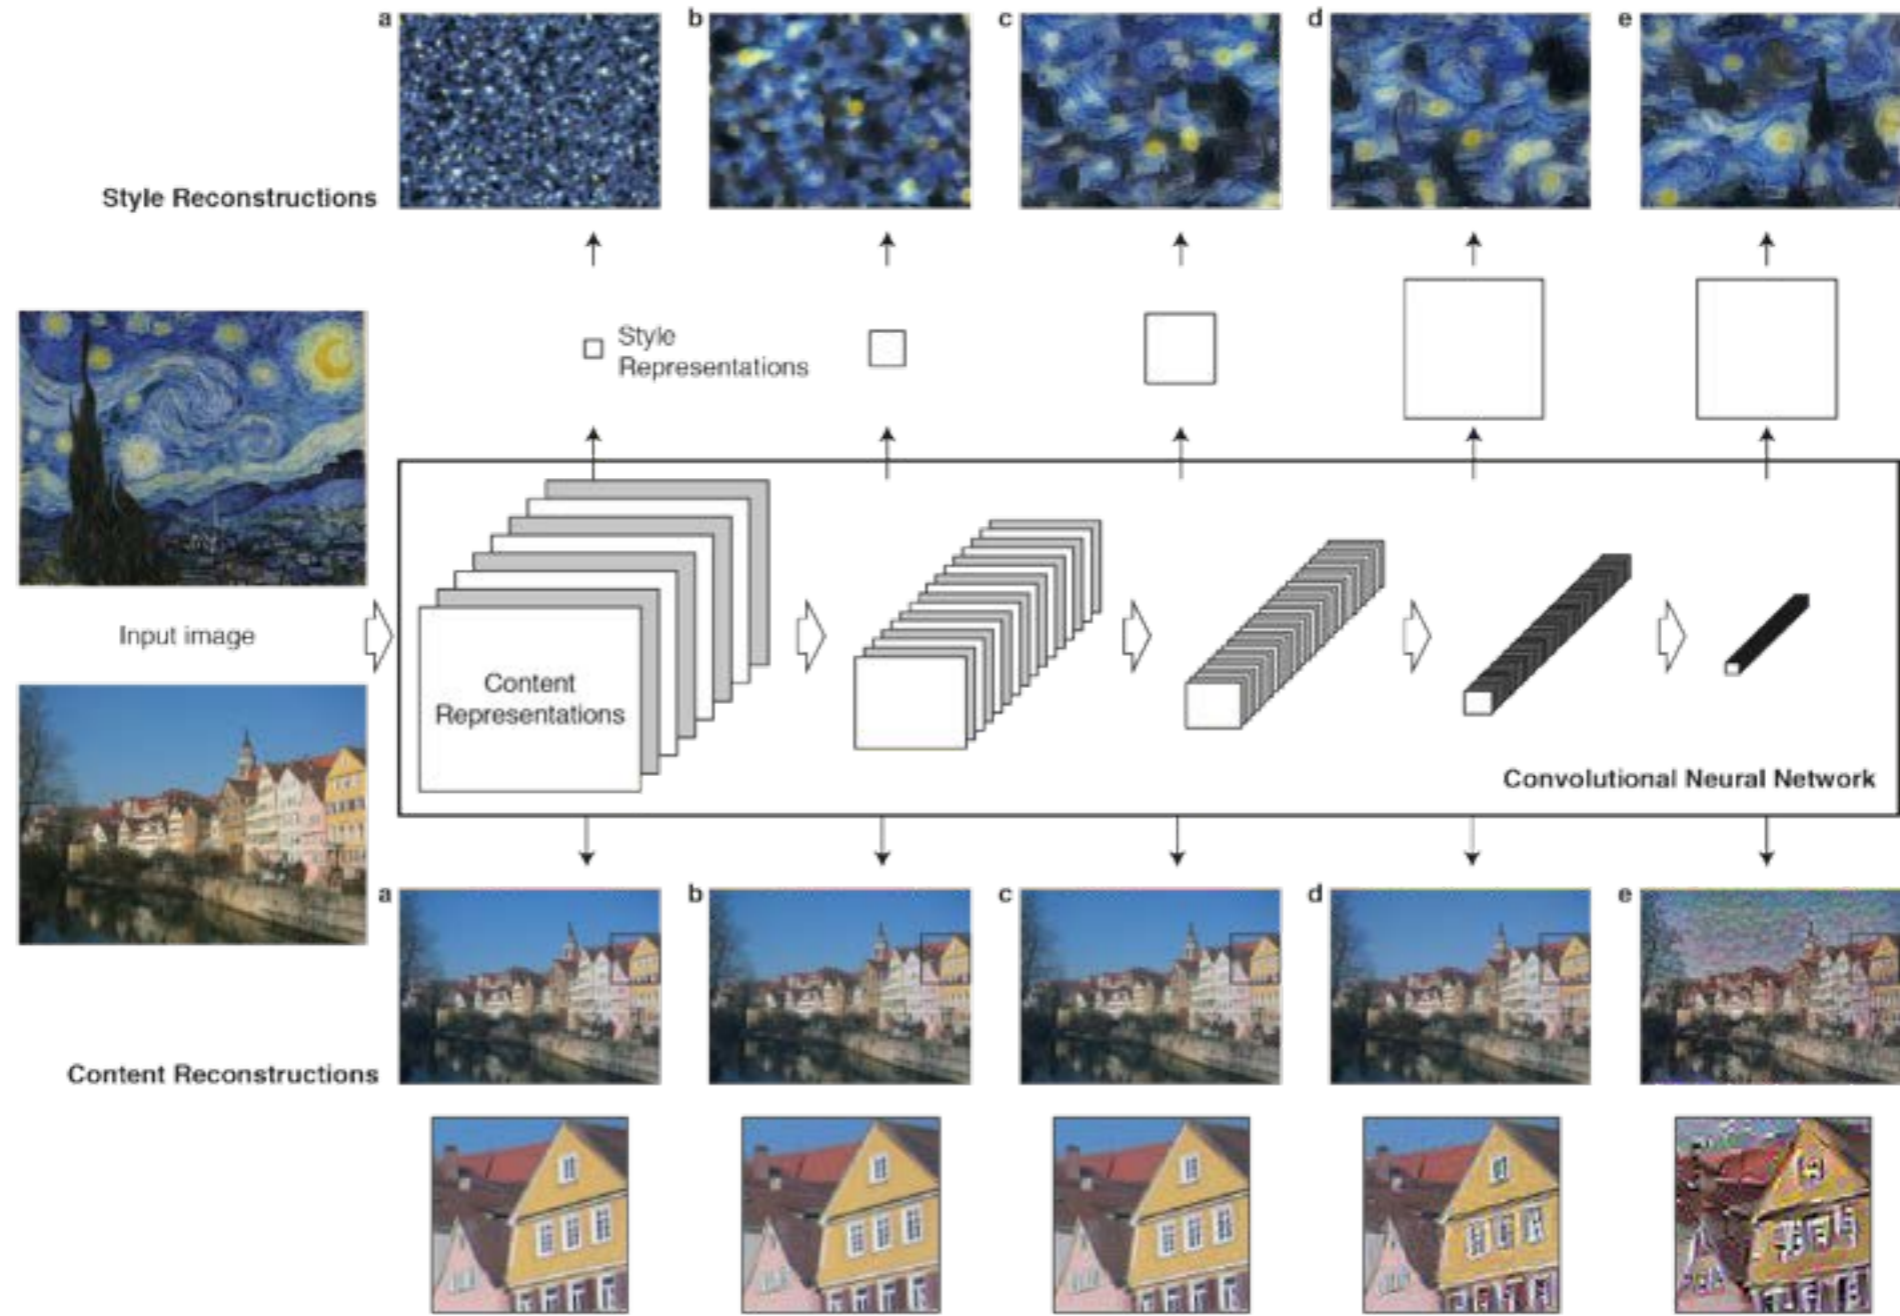 a
b
c
d
e
Style Reconstructions
Style
Representations
Input image
Content
Representations
Convolutional Neural Network
a
b
c
d
e
Content Reconstructions